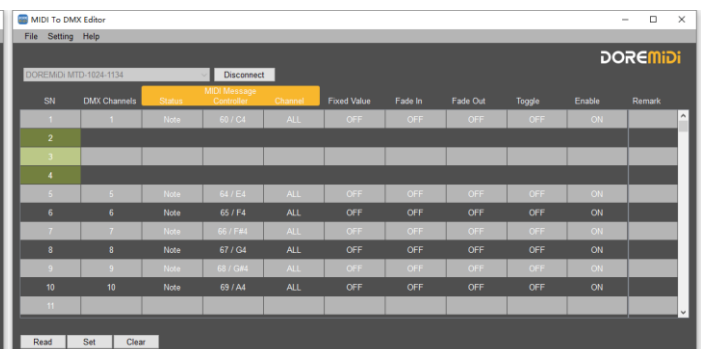 MIDI To DMX Editor
File Setting Help
DOREMiDi
DOREMiDi MTD-1024-1134 Disconnect
MIDI Message
SN DMX Channels Status Controller Channel Fixed Value Fade In Fade Out Toggle Enable Remark
1 1 Note 60 / C4 ALL OFF OFF OFF OFF ON
2
3
4
5 5 Note 64 / E4 ALL OFF OFF OFF OFF ON
6 6 Note 65 / F4 ALL OFF OFF OFF OFF ON
7 7 Note 66 / F#4 ALL OFF OFF OFF OFF ON
8 8 Note 67 / G4 ALL OFF OFF OFF OFF ON
9 9 Note 68 / G#4 ALL OFF OFF OFF OFF ON
10 10 Note 69 / A4 ALL OFF OFF OFF OFF ON
11
Read Set Clear